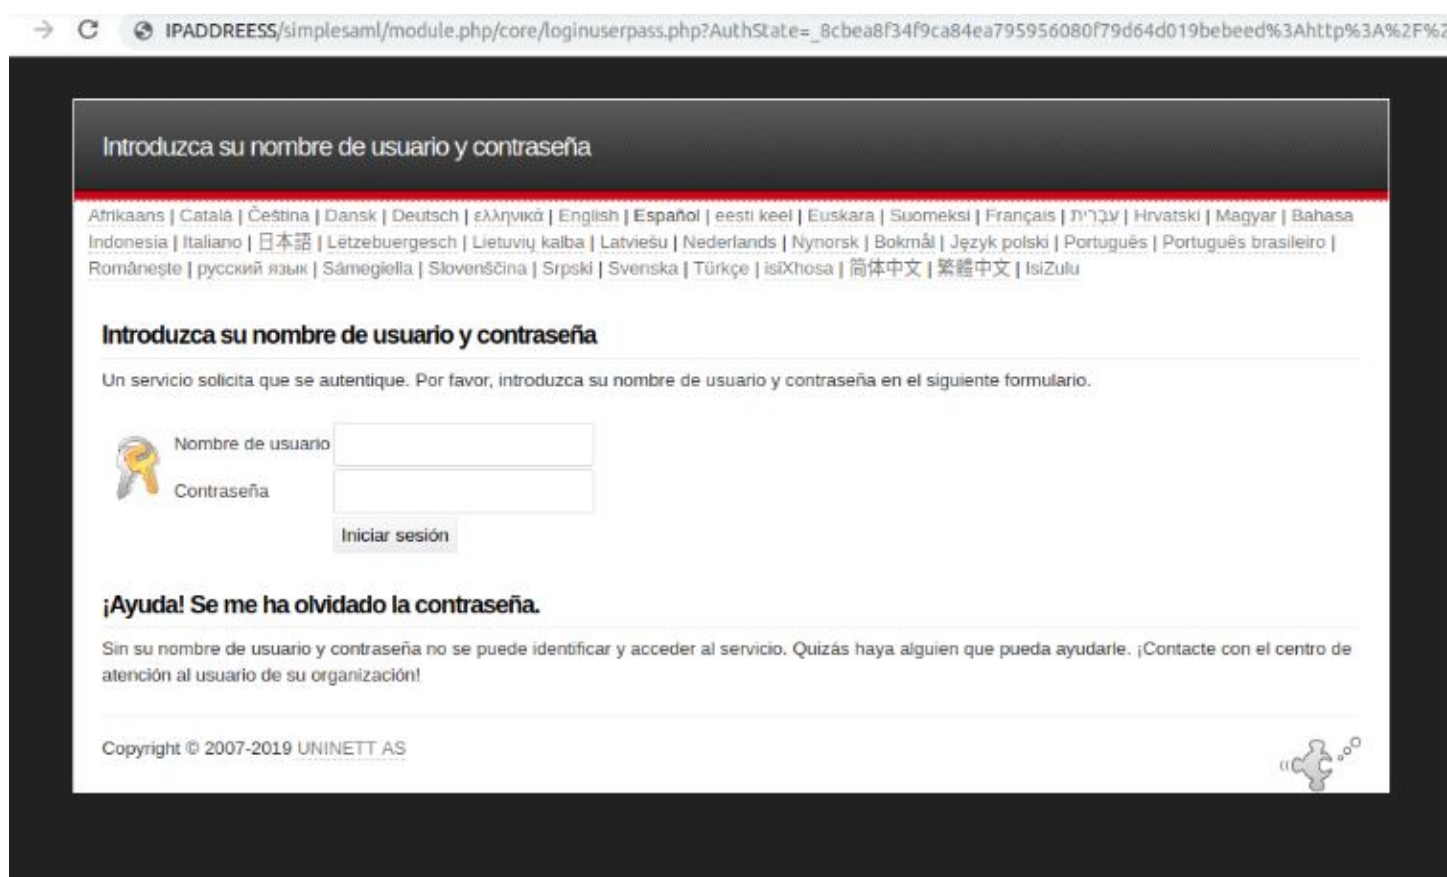 IPADDREESS/simplesaml/module.php/core/loginuserpass.php?AuthState=_8cbea8f34f9ca84ea795956080f79d64d019bebeed%3Ahttp%3A%2F%2
Introduzca su nombre de usuario y contraseña
Afrikaans | Català | Čeština | Dansk | Deutsch | ελληνικά | English | Español | eesti keel | Euskara | Suomeksi | Français | עִבְרִית | Hrvatski | Magyar | Bahasa
Indonesia | Italiano | 日本語 | Lëtzebuergesch | Lietuvių kalba | Latviešu | Nederlands | Nynorsk | Bokmål | Język polski | Português | Português brasileiro |
Românește | русский язык | Sámegiella | Slovenščina | Srpski | Svenska | Türkçe | isiXhosa | 简体中文 | 繁體中文 | IsiZulu
Introduzca su nombre de usuario y contraseña
Un servicio solicita que se autentique. Por favor, introduzca su nombre de usuario y contraseña en el siguiente formulario.
Nombre de usuario
Contraseña
Iniciar sesión
¡Ayuda! Se me ha olvidado la contraseña.
Sin su nombre de usuario y contraseña no se puede identificar y acceder al servicio. Quizás haya alguien que pueda ayudarle. ¡Contacte con el centro de
atención al usuario de su organización!
Copyright © 2007-2019 UNINETT AS